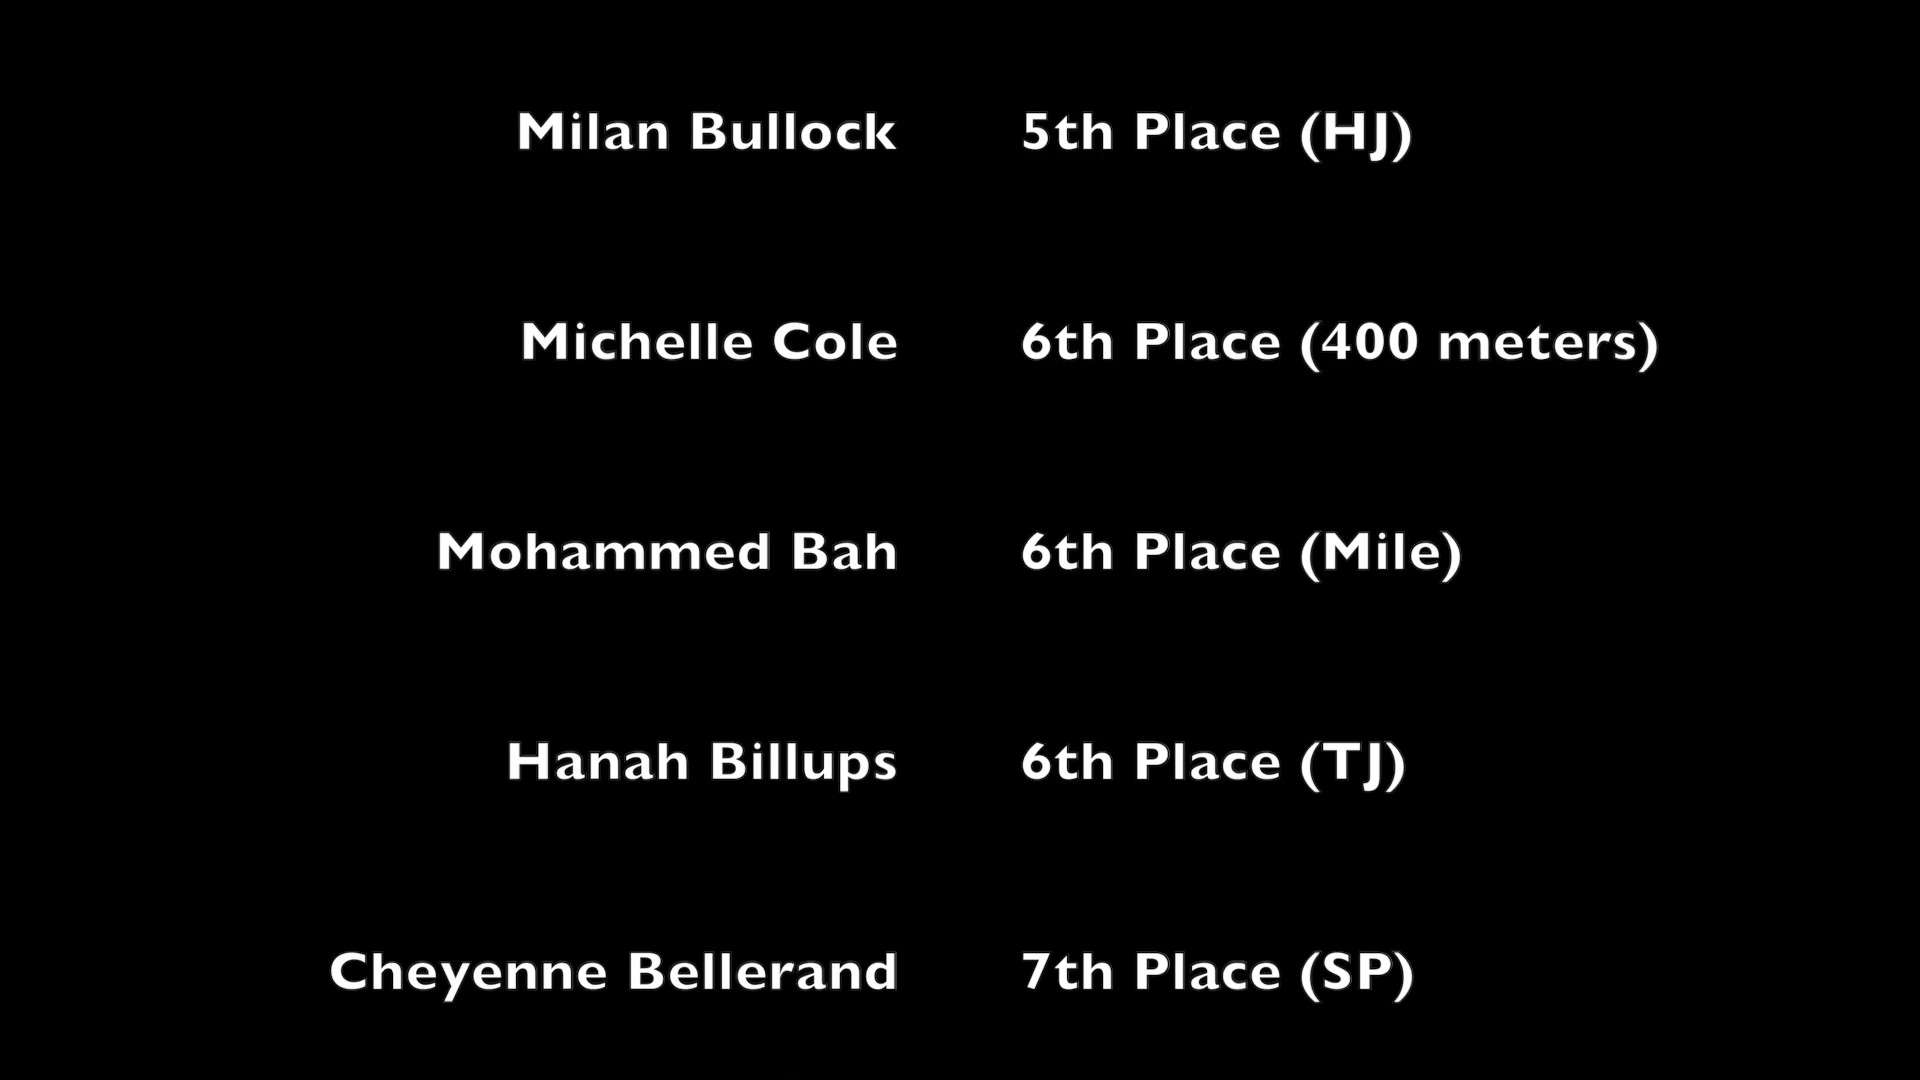 Milan Bullock 5th Place (HJ)
Michelle Cole 6th Place (400 meters)
Mohammed Bah 6th Place (Mile)
Hanah Billups 6th Place (TJ)
Cheyenne Bellerand 7th Place (SP)